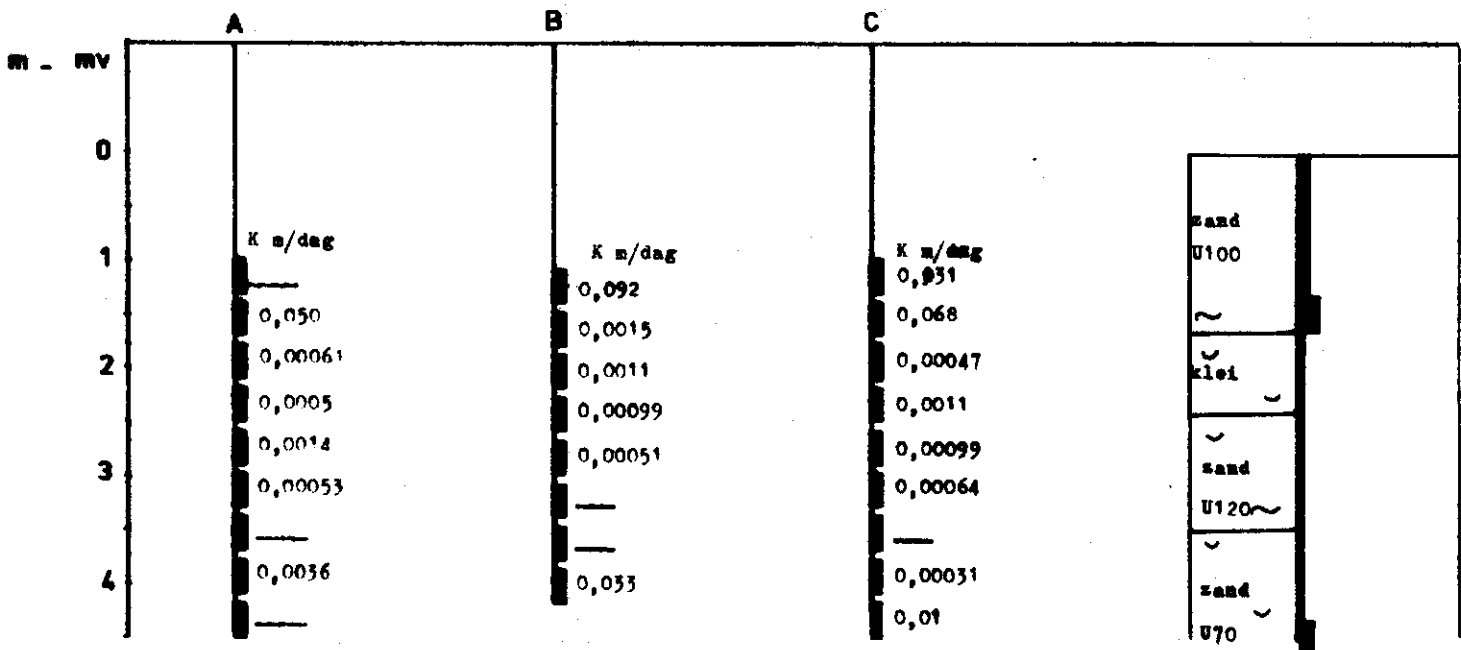 A B C
m - mv
0
1
2
3
4
K m/dag
0,050
0,00061
0,0005
0,0014
0,00053
0,0036
K m/dag
0,092
0,0015
0,0011
0,00099
0,00051
0,033
K m/dag
0,031
0,068
0,00047
0,0011
0,00099
0,00064
0,00031
0,01
zand
U100
klei
zand
U120
zand
U70